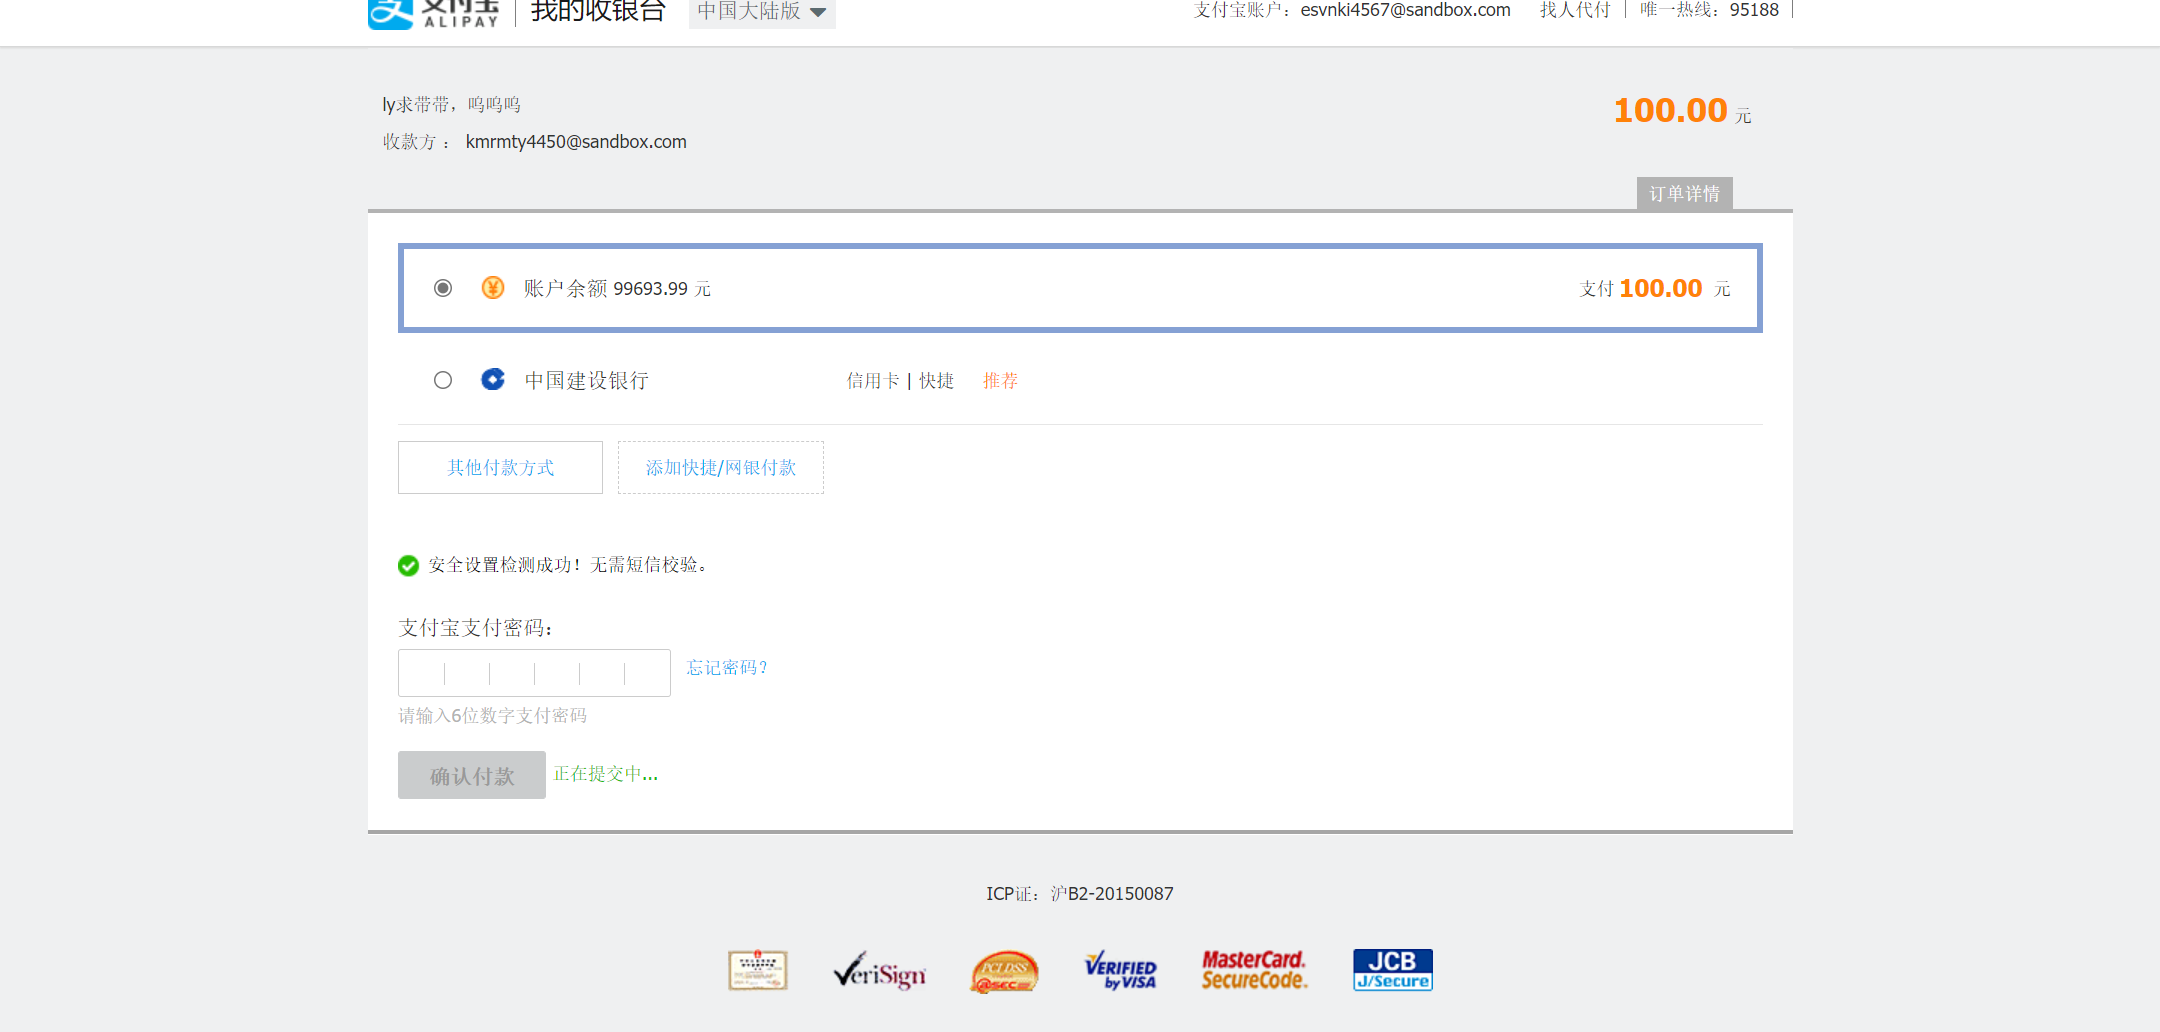 支付宝
ALIPAY
我的收银台
中国大陆版
支付宝账户：esvnki4567@sandbox.com
找人代付
唯一热线：95188
ly求带带，呜呜呜
100.00 元
收款方： kmrmty4450@sandbox.com
订单详情
账户余额 99693.99 元
支付 100.00 元
中国建设银行
信用卡 | 快捷
推荐
其他付款方式
添加快捷/网银付款
安全设置检测成功！无需短信校验。
支付宝支付密码：
忘记密码?
请输入6位数字支付密码
确认付款
正在提交中...
ICP证：沪B2-20150087
VeriSign
PCI DSS
@SEC
VERIFIED
by VISA
MasterCard.
SecureCode.
JCB
J/Secure